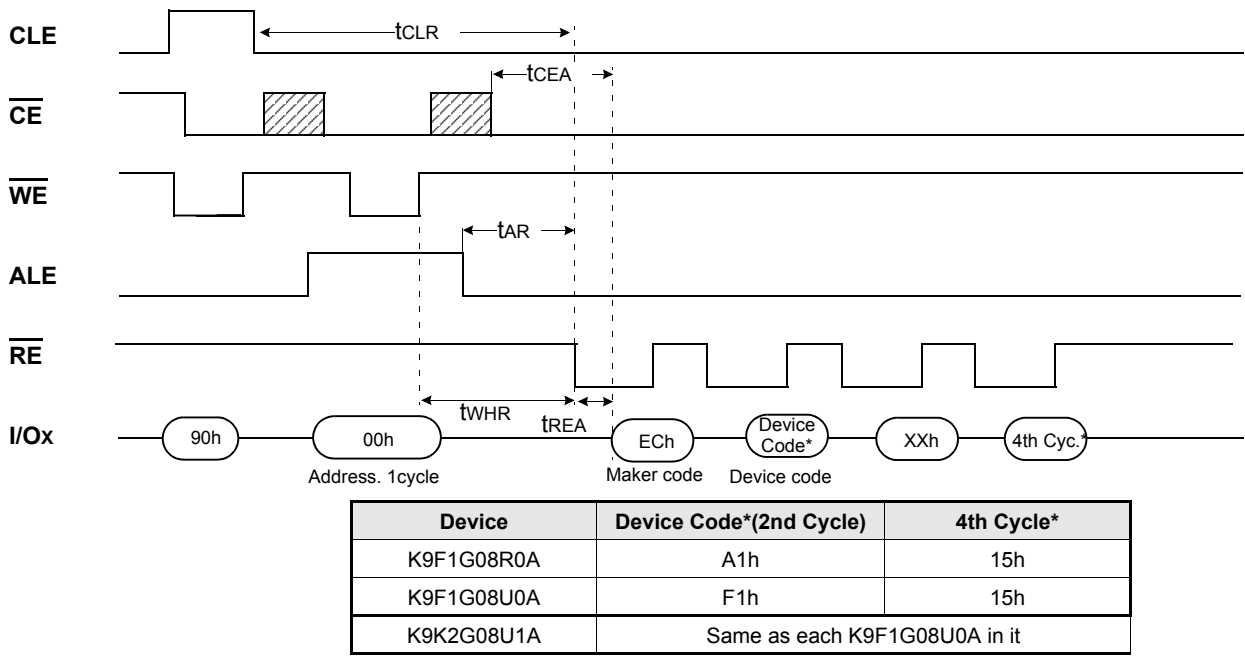 CLE
tCLR
tCEA
CE
WE
tAR
ALE
RE
tWHR
tREA
I/Ox
90h
00h
ECh
Device
Code*
XXh
4th Cyc.*
Address. 1cycle
Maker code
Device code
Device
Device Code*(2nd Cycle)
4th Cycle*
K9F1G08R0A
A1h
15h
K9F1G08U0A
F1h
15h
K9K2G08U1A
Same as each K9F1G08U0A in it